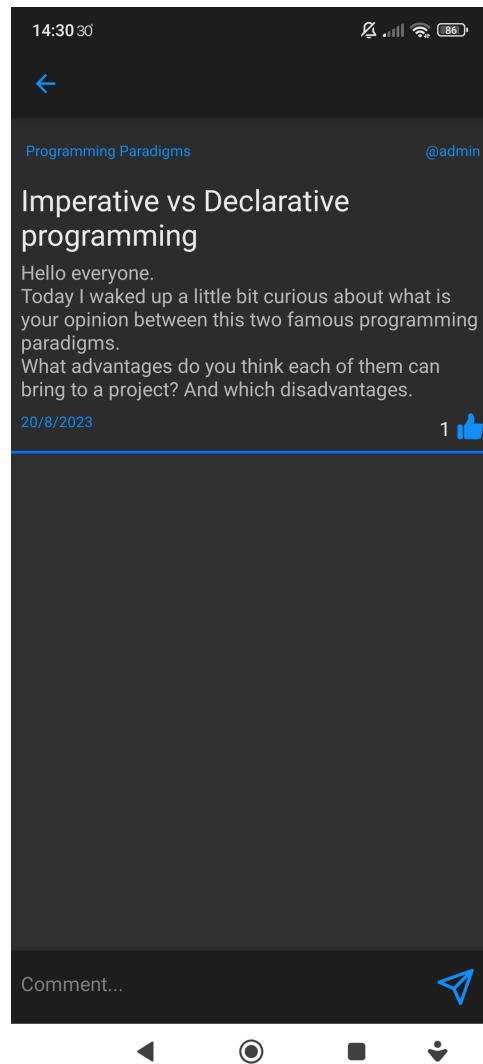 14:30 30
86
Programming Paradigms @admin
Imperative vs Declarative
programming
Hello everyone.
Today I waked up a little bit curious about what is
your opinion between this two famous programming
paradigms.
What advantages do you think each of them can
bring to a project? And which disadvantages.
20/8/2023
1
Comment...